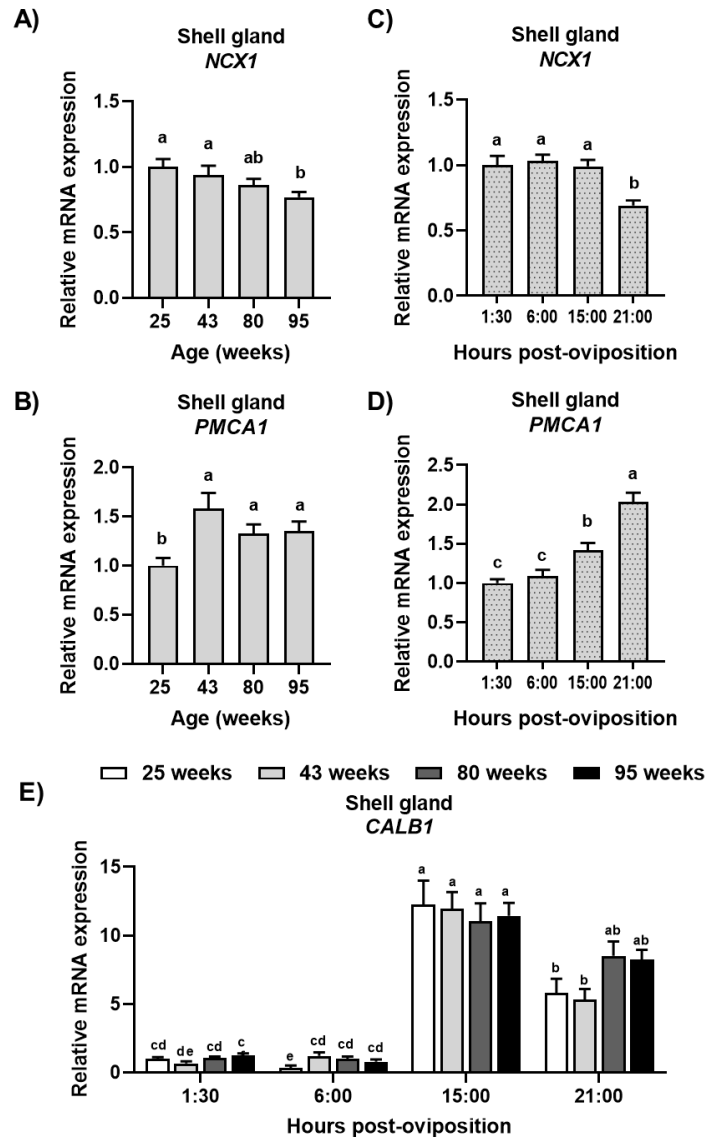 A)
Shell gland
NCX1
Relative mRNA expression
1.5
1.0
0.5
0.0
a
a
ab
b
25 43 80 95
Age (weeks)
C)
Shell gland
NCX1
Relative mRNA expression
1.5
1.0
0.5
0.0
a
a
a
b
1:30 6:00 15:00 21:00
Hours post-oviposition
B)
Shell gland
PMCA1
Relative mRNA expression
2.0
1.5
1.0
0.5
0.0
b
a
a
a
25 43 80 95
Age (weeks)
D)
Shell gland
PMCA1
Relative mRNA expression
2.5
2.0
1.5
1.0
0.5
0.0
c
c
b
a
1:30 6:00 15:00 21:00
Hours post-oviposition
25 weeks 43 weeks 80 weeks 95 weeks
E)
Shell gland
CALB1
Relative mRNA expression
15
10
5
0
cd de cd c
e cd cd cd
a a a a
b b ab ab
1:30 6:00 15:00 21:00
Hours post-oviposition